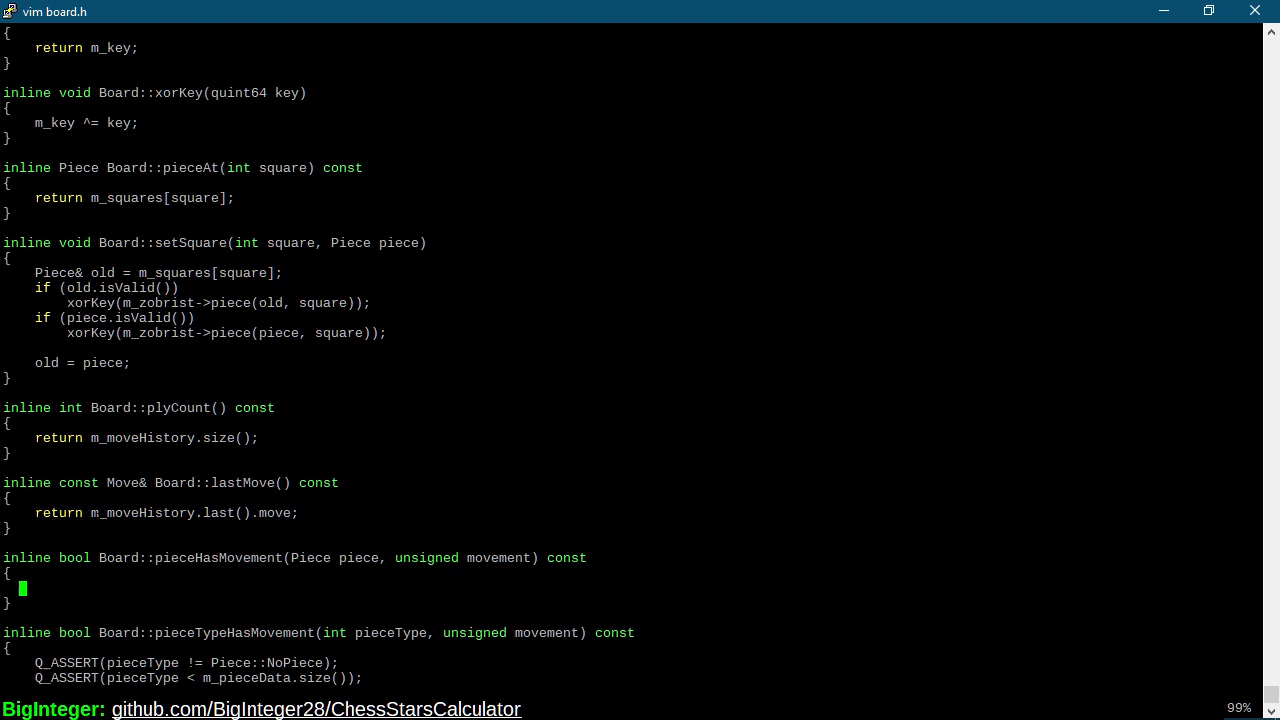 vim board.h
{
    return m_key;
}
inline void Board::xorKey(quint64 key)
{
    m_key ^= key;
}
inline Piece Board::pieceAt(int square) const
{
    return m_squares[square];
}
inline void Board::setSquare(int square, Piece piece)
{
    Piece& old = m_squares[square];
    if (old.isValid())
        xorKey(m_zobrist->piece(old, square));
    if (piece.isValid())
        xorKey(m_zobrist->piece(piece, square));
    old = piece;
}
inline int Board::plyCount() const
{
    return m_moveHistory.size();
}
inline const Move& Board::lastMove() const
{
    return m_moveHistory.last().move;
}
inline bool Board::pieceHasMovement(Piece piece, unsigned movement) const
{
}
inline bool Board::pieceTypeHasMovement(int pieceType, unsigned movement) const
{
    Q_ASSERT(pieceType != Piece::NoPiece);
    Q_ASSERT(pieceType < m_pieceData.size());
BigInteger: github.com/BigInteger28/ChessStarsCalculator
99%